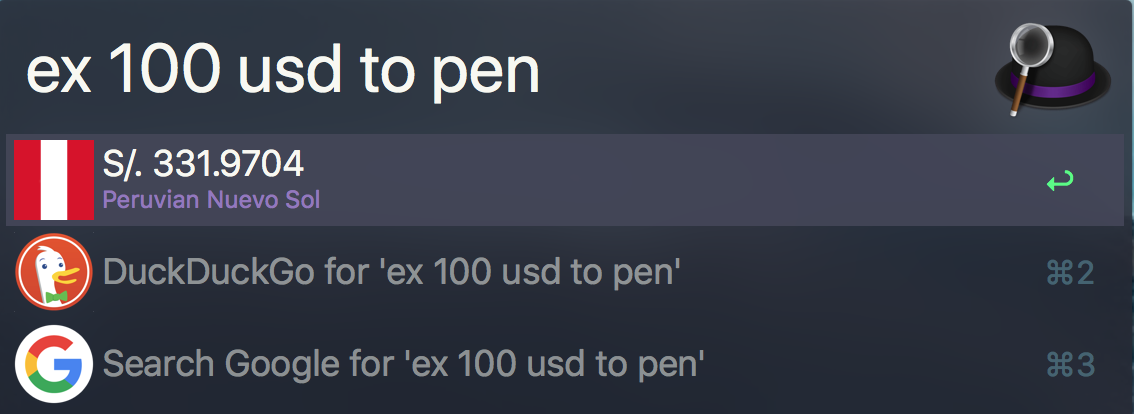 ex 100 usd to pen
S/. 331.9704
Peruvian Nuevo Sol
DuckDuckGo for 'ex 100 usd to pen' ⌘2
Search Google for 'ex 100 usd to pen' ⌘3